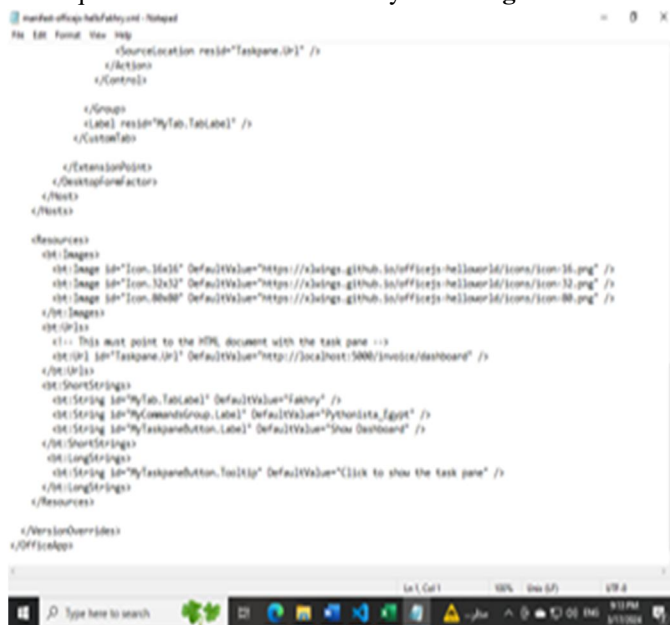 manifest-officejs-hellofakhry.xml - Notepad
File Edit Format View Help
<SourceLocation resid="Taskpane.Url" />
</Action>
</Control>
</Group>
<Label resid="MyTab.TabLabel" />
</CustomTab>
</ExtensionPoint>
</DesktopFormFactor>
</Host>
</Hosts>
<Resources>
<bt:Images>
<bt:Image id="Icon.16x16" DefaultValue="https://xlwings.github.io/officejs-helloworld/icons/icon-16.png" />
<bt:Image id="Icon.32x32" DefaultValue="https://xlwings.github.io/officejs-helloworld/icons/icon-32.png" />
<bt:Image id="Icon.80x80" DefaultValue="https://xlwings.github.io/officejs-helloworld/icons/icon-80.png" />
</bt:Images>
<bt:Urls>
<!-- This must point to the HTML document with the task pane -->
<bt:Url id="Taskpane.Url" DefaultValue="http://localhost:5000/invoice/dashboard" />
</bt:Urls>
<bt:ShortStrings>
<bt:String id="MyTab.TabLabel" DefaultValue="Fakhry" />
<bt:String id="MyCommandsGroup.Label" DefaultValue="Pythonista_Egypt" />
<bt:String id="MyTaskpaneButton.Label" DefaultValue="Show Dashboard" />
</bt:ShortStrings>
<bt:LongStrings>
<bt:String id="MyTaskpaneButton.Tooltip" DefaultValue="Click to show the task pane" />
</bt:LongStrings>
</Resources>
</VersionOverrides>
</OfficeApp>
Ln 1, Col 1 100% Unix (LF) UTF-8
Type here to search ENG 9:13 PM